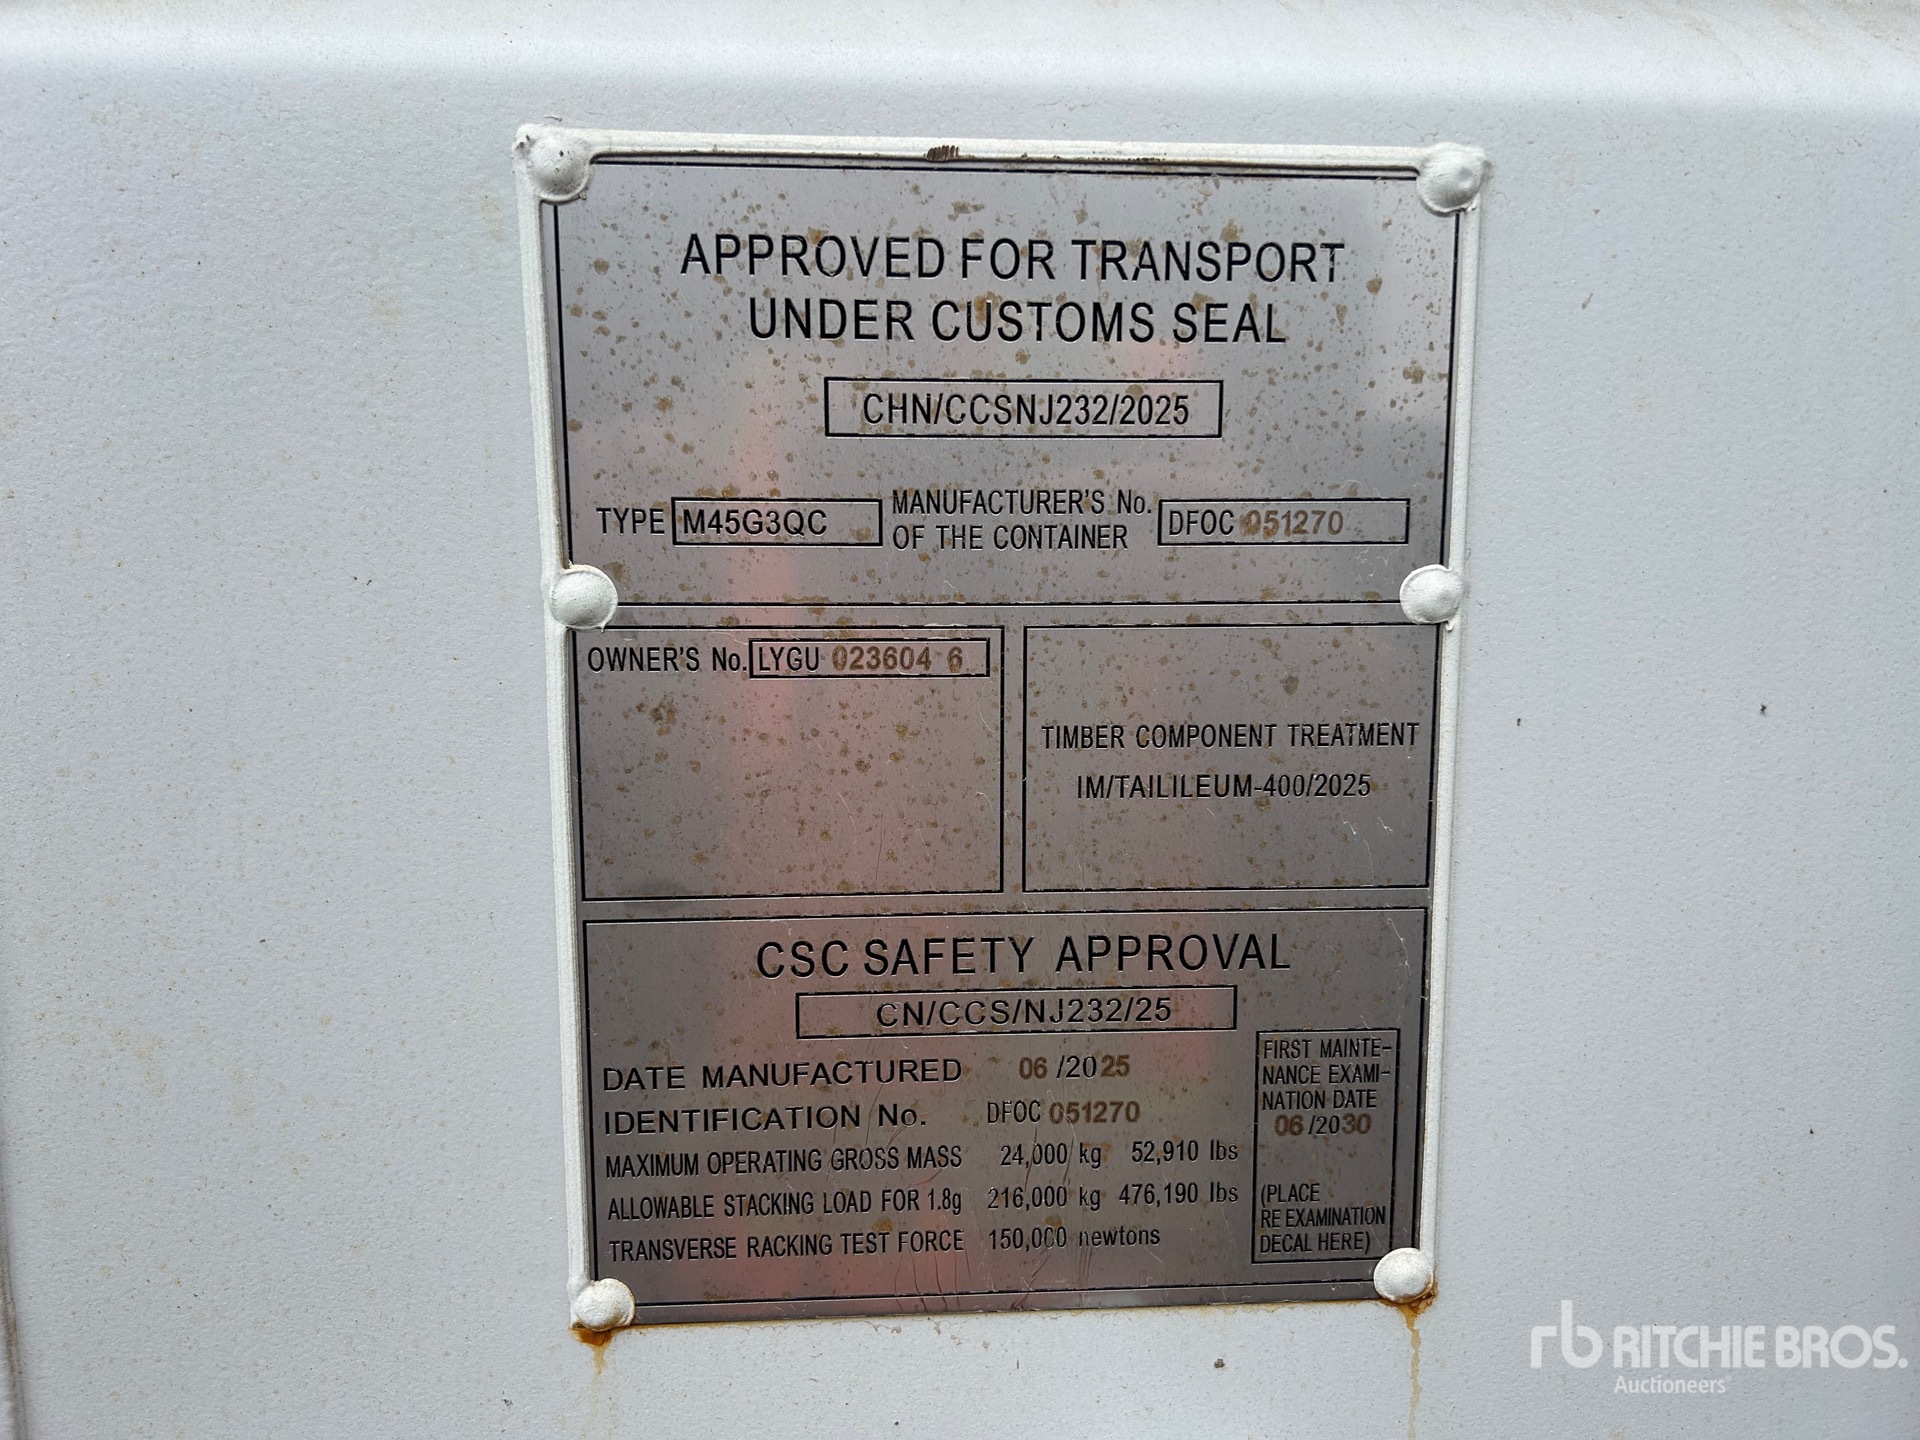 APPROVED FOR TRANSPORT
UNDER CUSTOMS SEAL
CHN/CCSNJ232/2025
TYPE M45G3QC
MANUFACTURER'S No.
OF THE CONTAINER
DFOC 051270
OWNER'S No. LYGU 023604 6
TIMBER COMPONENT TREATMENT
IM/TAILILEUM-400/2025
CSC SAFETY APPROVAL
CN/CCS/NJ232/25
DATE MANUFACTURED 06 /2025
IDENTIFICATION No. DFOC 051270
MAXIMUM OPERATING GROSS MASS 24,000 kg 52,910 lbs
ALLOWABLE STACKING LOAD FOR 1.8g 216,000 kg 476,190 lbs
TRANSVERSE RACKING TEST FORCE 150,000 newtons
FIRST MAINTE-
NANCE EXAMI-
NATION DATE
06 /2030
(PLACE
RE EXAMINATION
DECAL HERE)
rb RITCHIE BROS.
Auctioneers